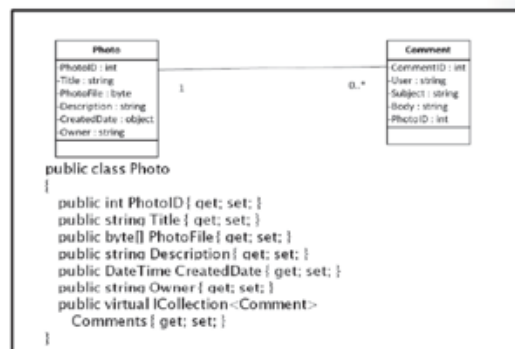 Photo
-PhotoID : int
-Title : string
-PhotoFile : byte
-Description : string
-CreatedDate : object
-Owner : string
1
0..*
Comment
-CommentID : int
-User : string
-Subject : string
-Body : string
-PhotoID : int
public class Photo
{
public int PhotoID { get; set; }
public string Title { get; set; }
public byte[] PhotoFile { get; set; }
public string Description { get; set; }
public DateTime CreatedDate { get; set; }
public string Owner { get; set; }
public virtual ICollection<Comment>
Comments { get; set; }
}